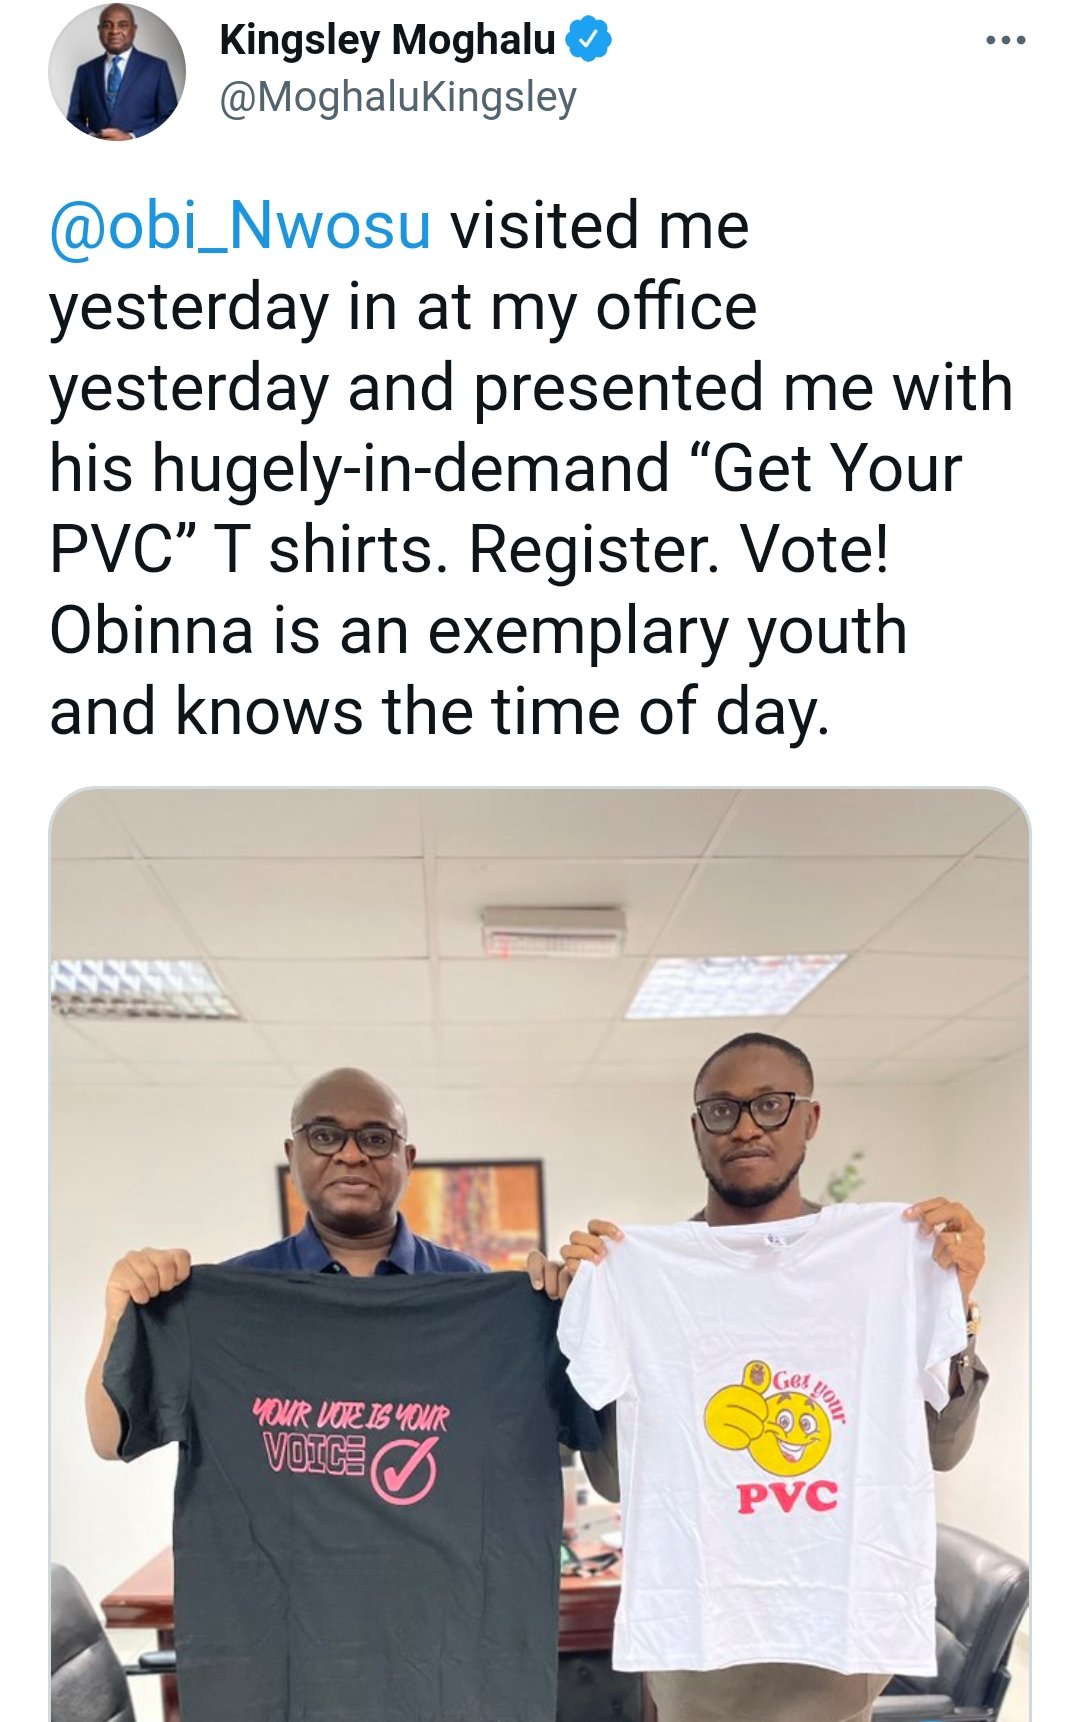 Kingsley Moghalu
@MoghaluKingsley
@obi_Nwosu visited me
yesterday in at my office
yesterday and presented me with
his hugely-in-demand “Get Your
PVC” T shirts. Register. Vote!
Obinna is an exemplary youth
and knows the time of day.
YOUR VOTE IS YOUR
VOICE
Get your
PVC